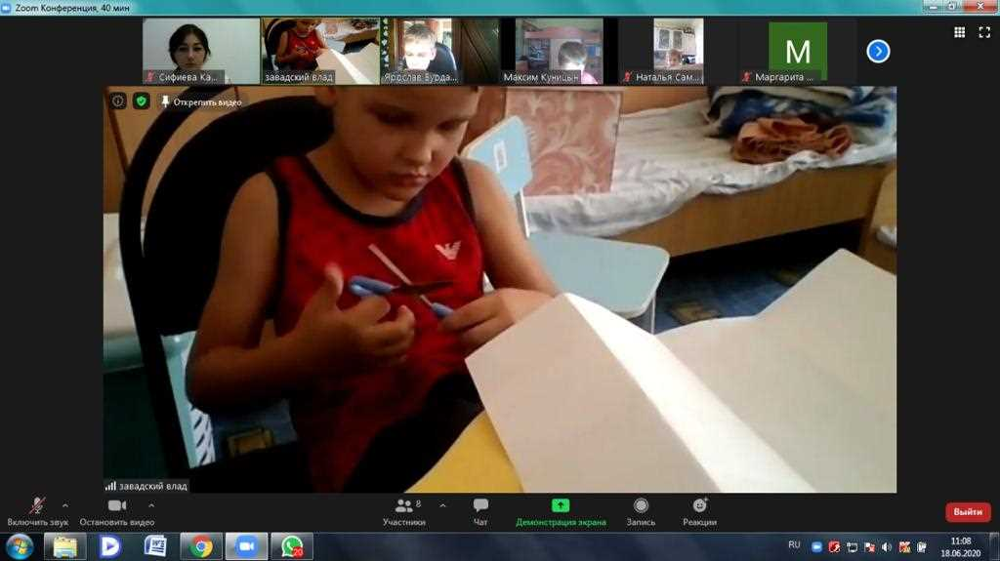 Zoom Конференция, 40 мин
Сифиева Ка...
завадский влад
Ярослав Бурда...
Максим Куницын
Наталья Сам...
M
Маргарита ...
Открепить видео
завадский влад
Включить звук
Остановить видео
8
Участники
Чат
Демонстрация экрана
Запись
Реакции
Выйти
20
RU
11:08
18.06.2020